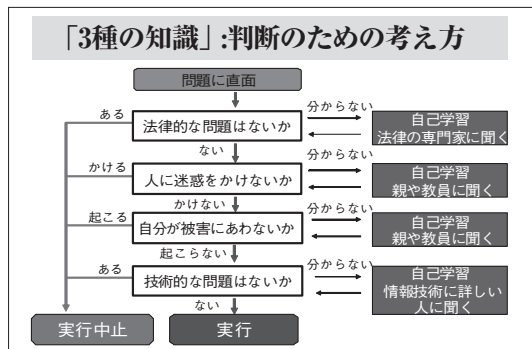 「3種の知識」:判断のための考え方
問題に直面
ある
法律的な問題はないか
分からない
自己学習
法律の専門家に聞く
ない
かける
人に迷惑をかけないか
分からない
自己学習
親や教員に聞く
かけない
起こる
自分が被害にあわないか
分からない
自己学習
親や教員に聞く
起こらない
ある
技術的な問題はないか
分からない
自己学習
情報技術に詳しい
人に聞く
ない
実行中止
実行